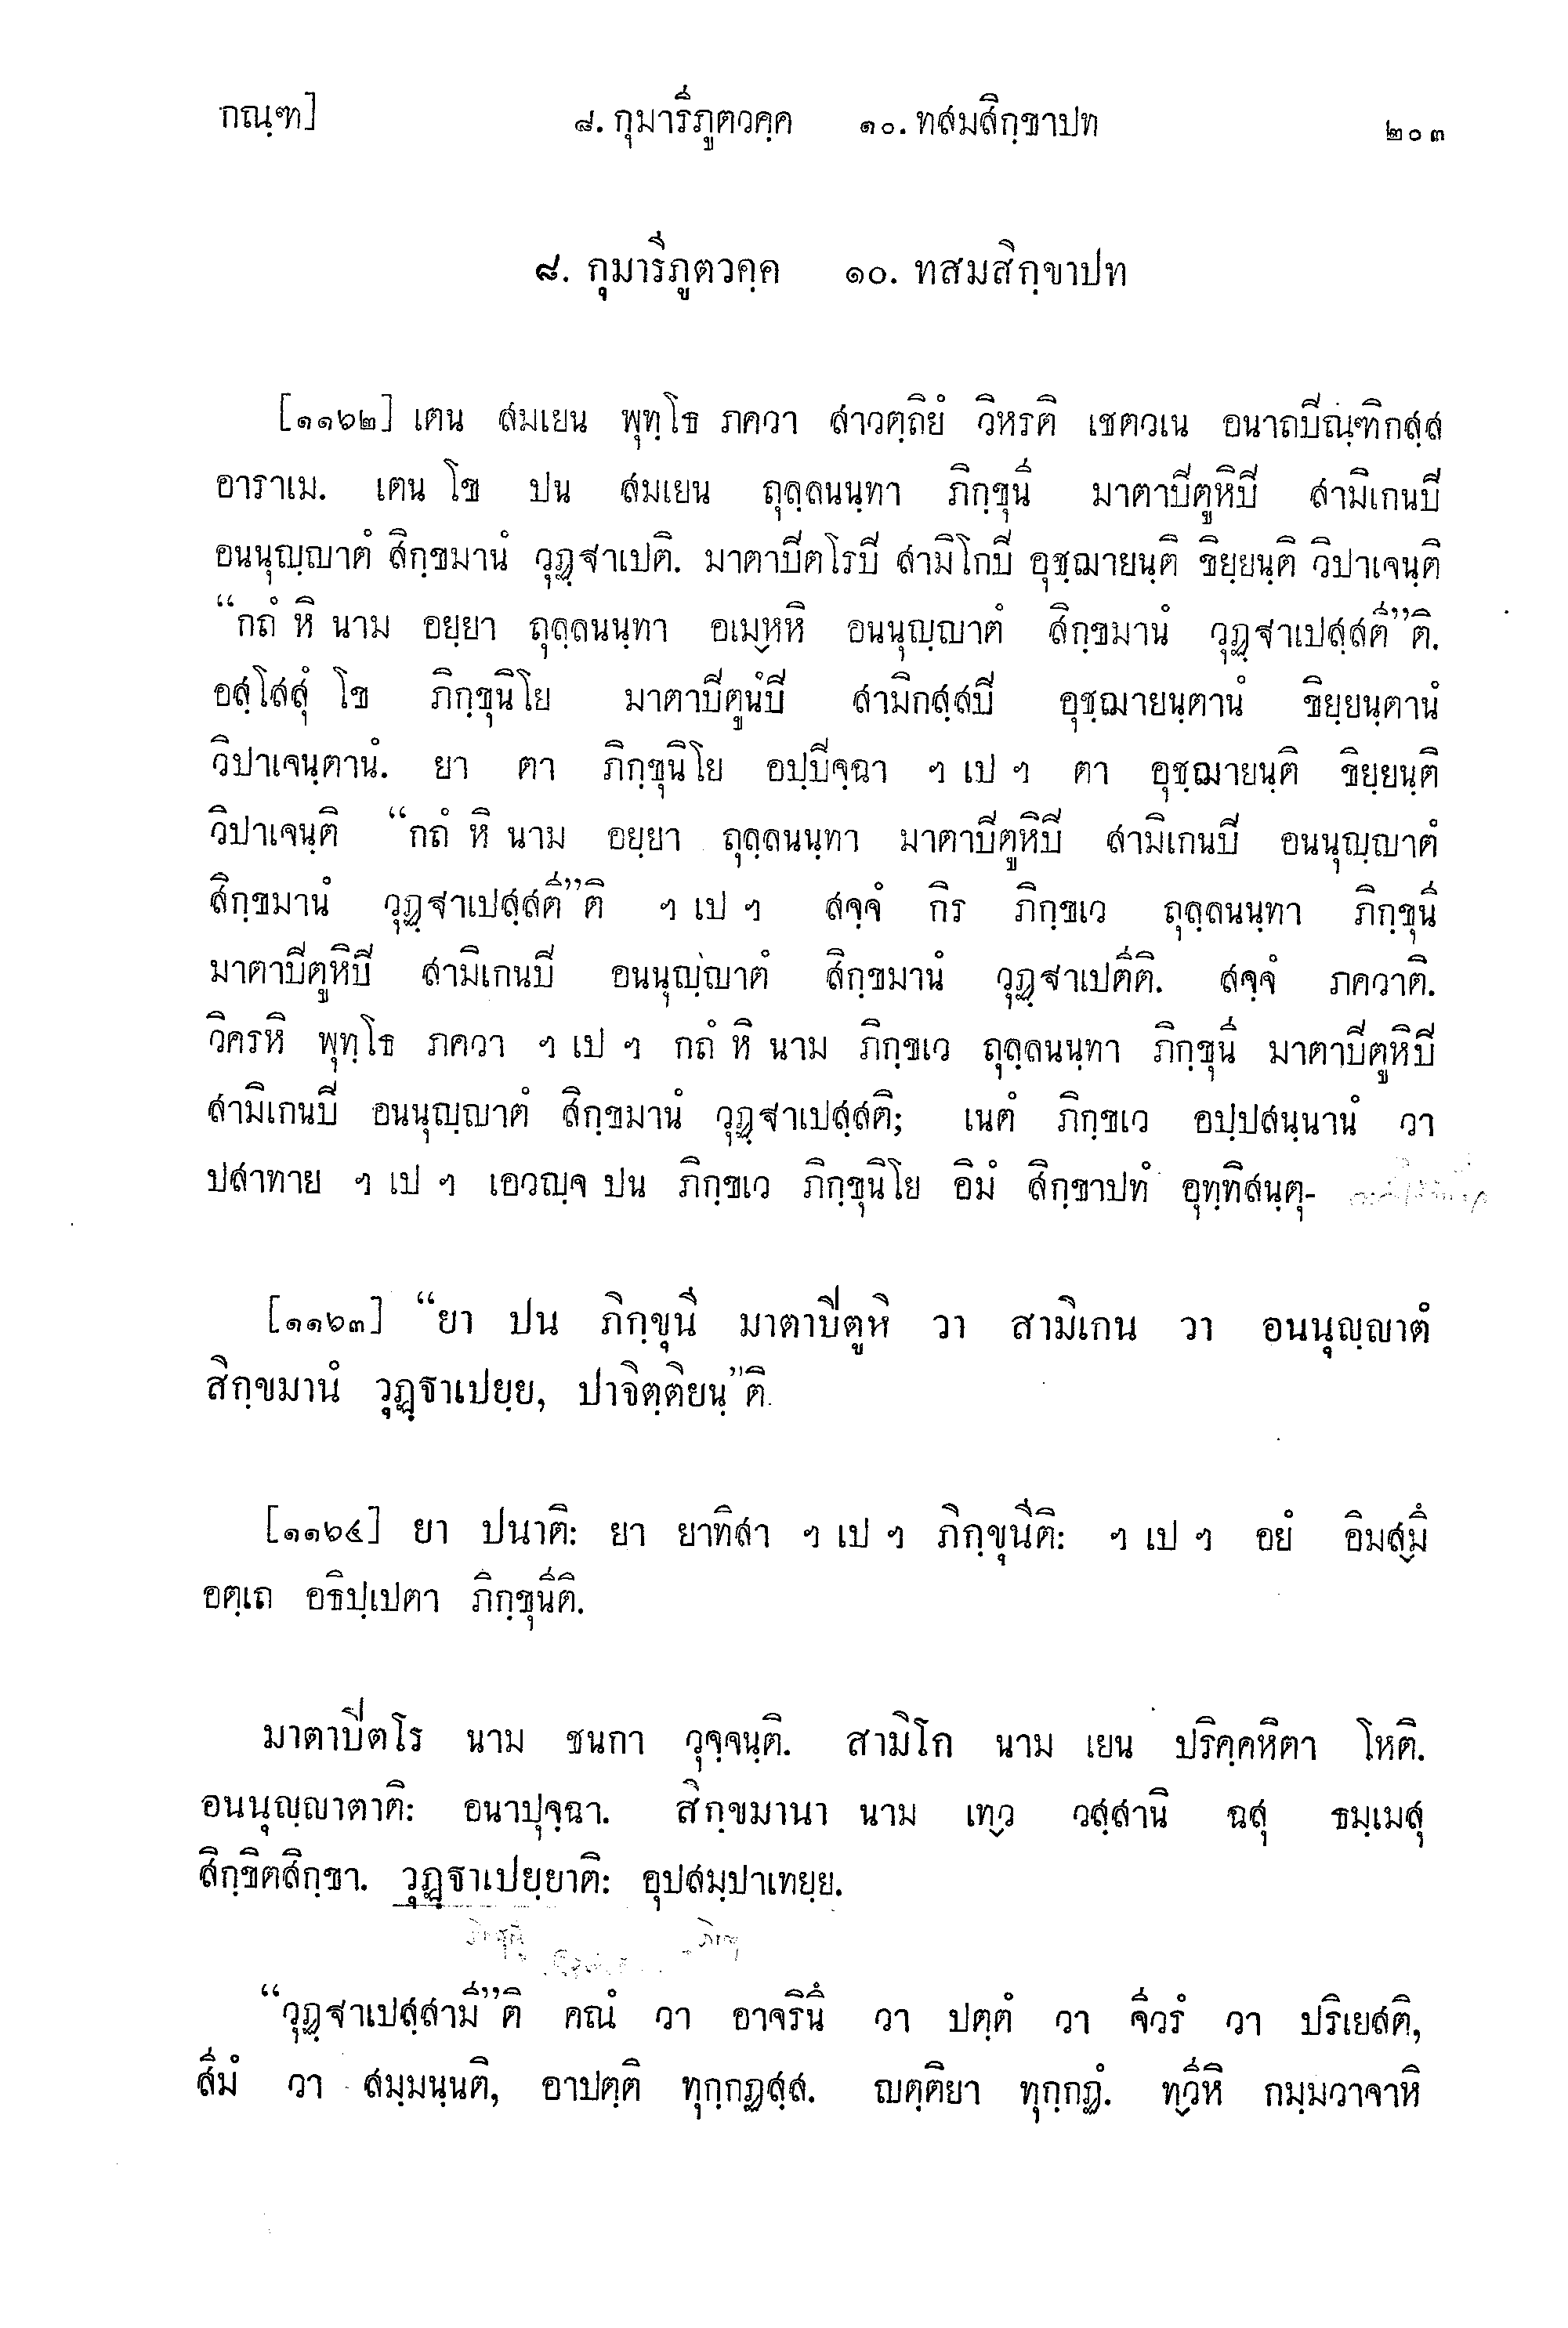 กณฺฑ] ๘. กุมารีภูตวคฺค ๑๐. ทสมสิกฺขาปท ๒๐๓
๘. กุมารีภูตวคฺค ๑๐. ทสมสิกฺขาปท
[๑๑๖๒] เตน สมเยน พุทฺโธ ภควา สาวตฺถิยํ วิหรติ เชตวเน อนาถปิณฺฑิกสฺส
อาราเม. เตน โข ปน สมเยน ถุลฺลนนฺทา ภิกฺขุนี มาตาปิตูหิปิ สามิเกนปิ
อนนุญฺญาตํ สิกฺขมานํ วุฏฺฐาเปติ. มาตาปิตโรปิ สามิโกปิ อุชฺฌายนฺติ ขิยฺยนฺติ วิปาเจนฺติ
“กถํ หิ นาม อยฺยา ถุลฺลนนฺทา อเมฺหหิ อนนุญฺญาตํ สิกฺขมานํ วุฏฺฐาเปสฺสตี”ติ.
อสฺโสสุํ โข ภิกฺขุนิโย มาตาปิตูนํปิ สามิกสฺสปิ อุชฺฌายนฺตานํ ขิยฺยนฺตานํ
วิปาเจนฺตานํ. ยา ตา ภิกฺขุนิโย อปฺปิจฺฉา ฯ เป ฯ ตา อุชฺฌายนฺติ ขิยฺยนฺติ
วิปาเจนฺติ “กถํ หิ นาม อยฺยา ถุลฺลนนฺทา มาตาปิตูหิปิ สามิเกนปิ อนนุญฺญาตํ
สิกฺขมานํ วุฏฺฐาเปสฺสตี”ติ ฯ เป ฯ สจฺจํ กิร ภิกฺขเว ถุลฺลนนฺทา ภิกฺขุนี
มาตาปิตูหิปิ สามิเกนปิ อนนุญฺญาตํ สิกฺขมานํ วุฏฺฐาเปตีติ. สจฺจํ ภควาติ.
วิครหิ พุทฺโธ ภควา ฯ เป ฯ กถํ หิ นาม ภิกฺขเว ถุลฺลนนฺทา ภิกฺขุนี มาตาปิตูหิปิ
สามิเกนปิ อนนุญฺญาตํ สิกฺขมานํ วุฏฺฐาเปสฺสติ; เนตํ ภิกฺขเว อปฺปสนฺนานํ วา
ปสาทาย ฯ เป ฯ เอวญฺจ ปน ภิกฺขเว ภิกฺขุนิโย อิมํ สิกฺขาปทํ อุทฺทิสนฺตุ-
[๑๑๖๓] “ยา ปน ภิกฺขุนี มาตาปิตูหิ วา สามิเกน วา อนนุญฺญาตํ
สิกฺขมานํ วุฏฺฐาเปยฺย, ปาจิตฺติยนฺ”ติ.
[๑๑๖๔] ยา ปนาติ: ยา ยาทิสา ฯ เป ฯ ภิกฺขุนีติ: ฯ เป ฯ อยํ อิมสฺมึ
อตฺเถ อธิปฺเปตา ภิกฺขุนีติ.
มาตาปิตโร นาม ชนกา วุจฺจนฺติ. สามิโก นาม เยน ปริคฺคหิตา โหติ.
อนนุญฺญาตาติ: อนาปุจฺฉา. สิกฺขมานา นาม เทฺว วสฺสานิ ฉสุ ธมฺเมสุ
สิกฺขิตสิกฺขา. วุฏฺฐาเปยฺยาติ: อุปสมฺปาเทยฺย.
“วุฏฺฐาเปสฺสามี”ติ คณํ วา อาจรินึ วา ปตฺตํ วา จีวรํ วา ปริเยสติ,
สีมํ วา สมฺมนฺนติ, อาปตฺติ ทุกฺกฏสฺส. ญตฺติยา ทุกฺกฏํ. ทฺวีหิ กมฺมวาจาหิ